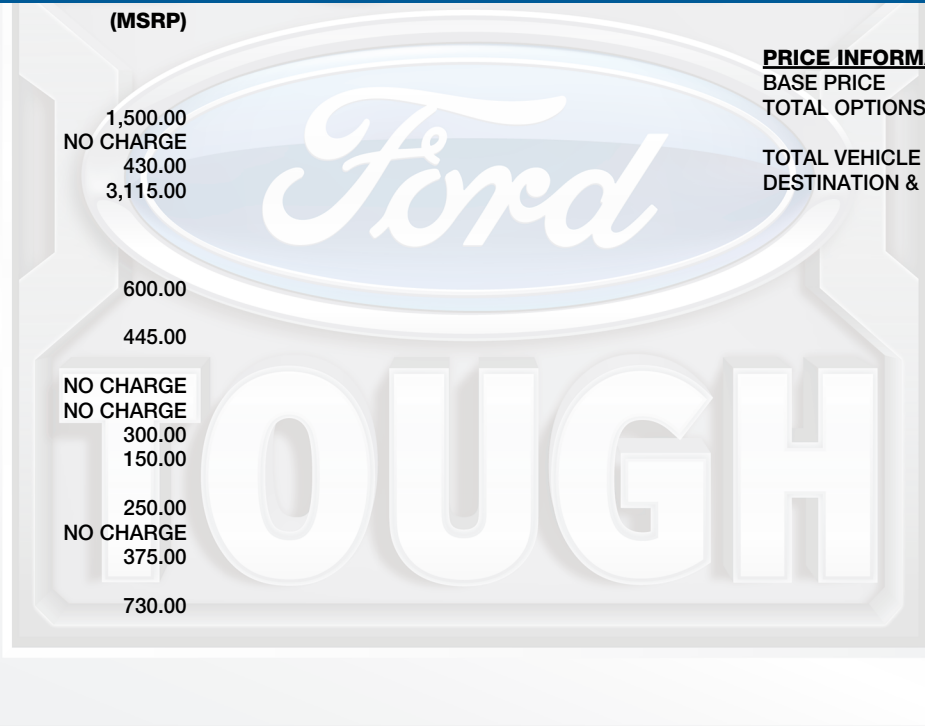 (MSRP)
1,500.00
NO CHARGE
430.00
3,115.00
600.00
445.00
NO CHARGE
NO CHARGE
300.00
150.00
250.00
NO CHARGE
375.00
730.00
PRICE INFORMA
BASE PRICE
TOTAL OPTIONS
TOTAL VEHICLE
DESTINATION &
Ford
TOUGH